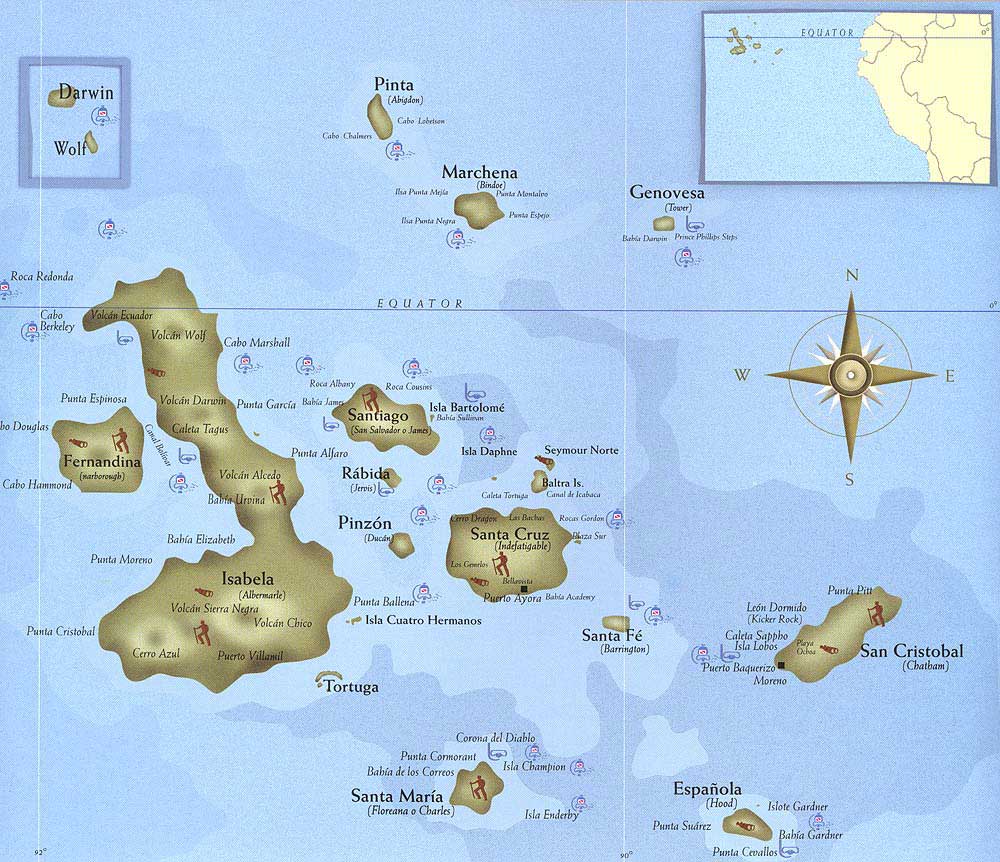 EQUATOR
0°
Darwin
Wolf
Pinta
(Abigdon)
Cabo Lobetson
Cabo Chalmers
Marchena
(Bindoe)
Ilsa Punta Mejía
Punta Montalvo
Ilsa Punta Negra
Punta Espejo
Genovesa
(Tower)
Bahía Darwin
Prince Phillips Steps
Roca Redonda
EQUATOR
0°
N
W
E
S
Cabo
Berkeley
Volcán Ecuador
Volcán Wolf
Cabo Marshall
Punta Espinosa
Volcán Darwin
Punta García
Caleta Tagus
bo Douglas
Canal Bolívar
Fernandina
(narborough)
Cabo Hammond
Punta Alfaro
Volcán Alcedo
Bahía Urvina
Roca Albany
Roca Cousins
Bahía James
Santiago
(San Salvador o James)
Isla Bartolomé
Bahía Sullivan
Isla Daphne
Seymour Norte
Rábida
(Jervis)
Baltra Is.
Caleta Tortuga
Canal de Icabaca
Pinzón
(Ducán)
Cerro Dragon
Las Bachas
Rocas Gordon
Santa Cruz
(Indefatigable)
Plaza Sur
Los Gemelos
Bellavista
Puerto Ayora
Bahía Academy
Bahía Elizabeth
Punta Moreno
Isabela
(Albermarle)
Volcán Sierra Negra
Volcán Chico
Punta Cristobal
Cerro Azul
Puerto Villamil
Punta Ballena
Isla Cuatro Hermanos
Tortuga
Santa Fé
(Barrington)
Punta Pitt
León Dormido
(Kicker Rock)
Caleta Sappho
Isla Lobos
Playa
Ochoa
San Cristobal
(Chatham)
Puerto Baquerizo
Moreno
Corona del Diablo
Punta Cormorant
Isla Champion
Bahía de los Correos
Santa María
(Floreana o Charles)
Isla Enderby
Española
(Hood)
Islote Gardner
Punta Suárez
Bahía Gardner
Punta Cevallos
92°
90°